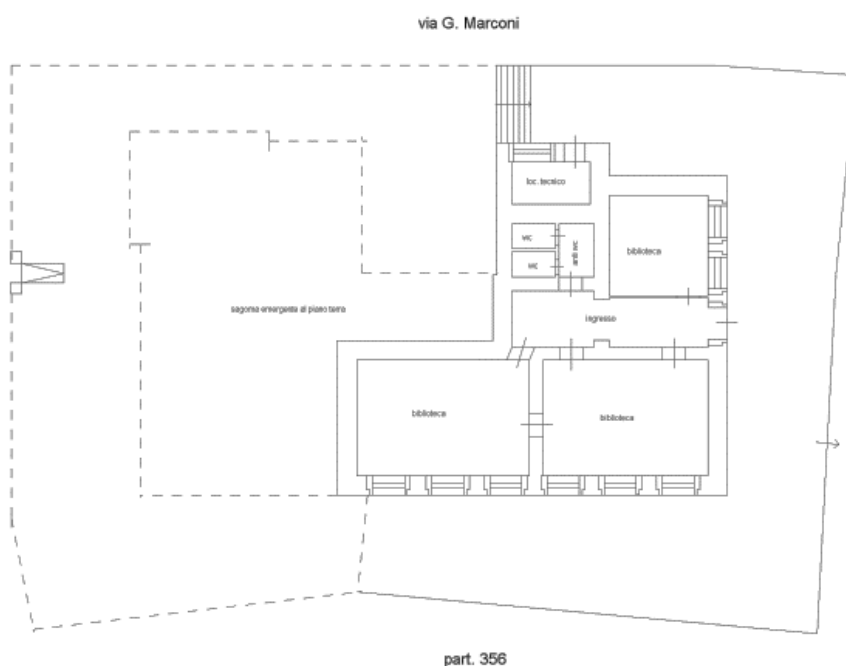 via G. Marconi
loc. tecnico
wc
anti wc
wc
biblioteca
sagoma emergente al piano terra
ingresso
biblioteca
biblioteca
part. 356